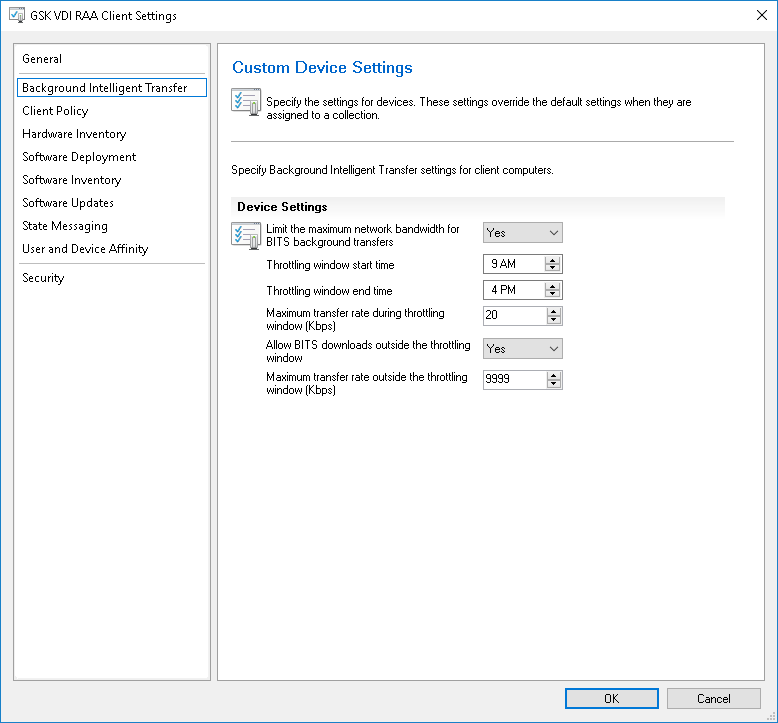 GSK VDI RAA Client Settings
General
Background Intelligent Transfer
Client Policy
Hardware Inventory
Software Deployment
Software Inventory
Software Updates
State Messaging
User and Device Affinity
Security
Custom Device Settings
Specify the settings for devices. These settings override the default settings when they are
assigned to a collection.
Specify Background Intelligent Transfer settings for client computers.
Device Settings
Limit the maximum network bandwidth for
BITS background transfers
Yes
Throttling window start time
9 AM
Throttling window end time
4 PM
Maximum transfer rate during throttling
window (Kbps)
20
Allow BITS downloads outside the throttling
window
Yes
Maximum transfer rate outside the throttling
window (Kbps)
9999
OK
Cancel